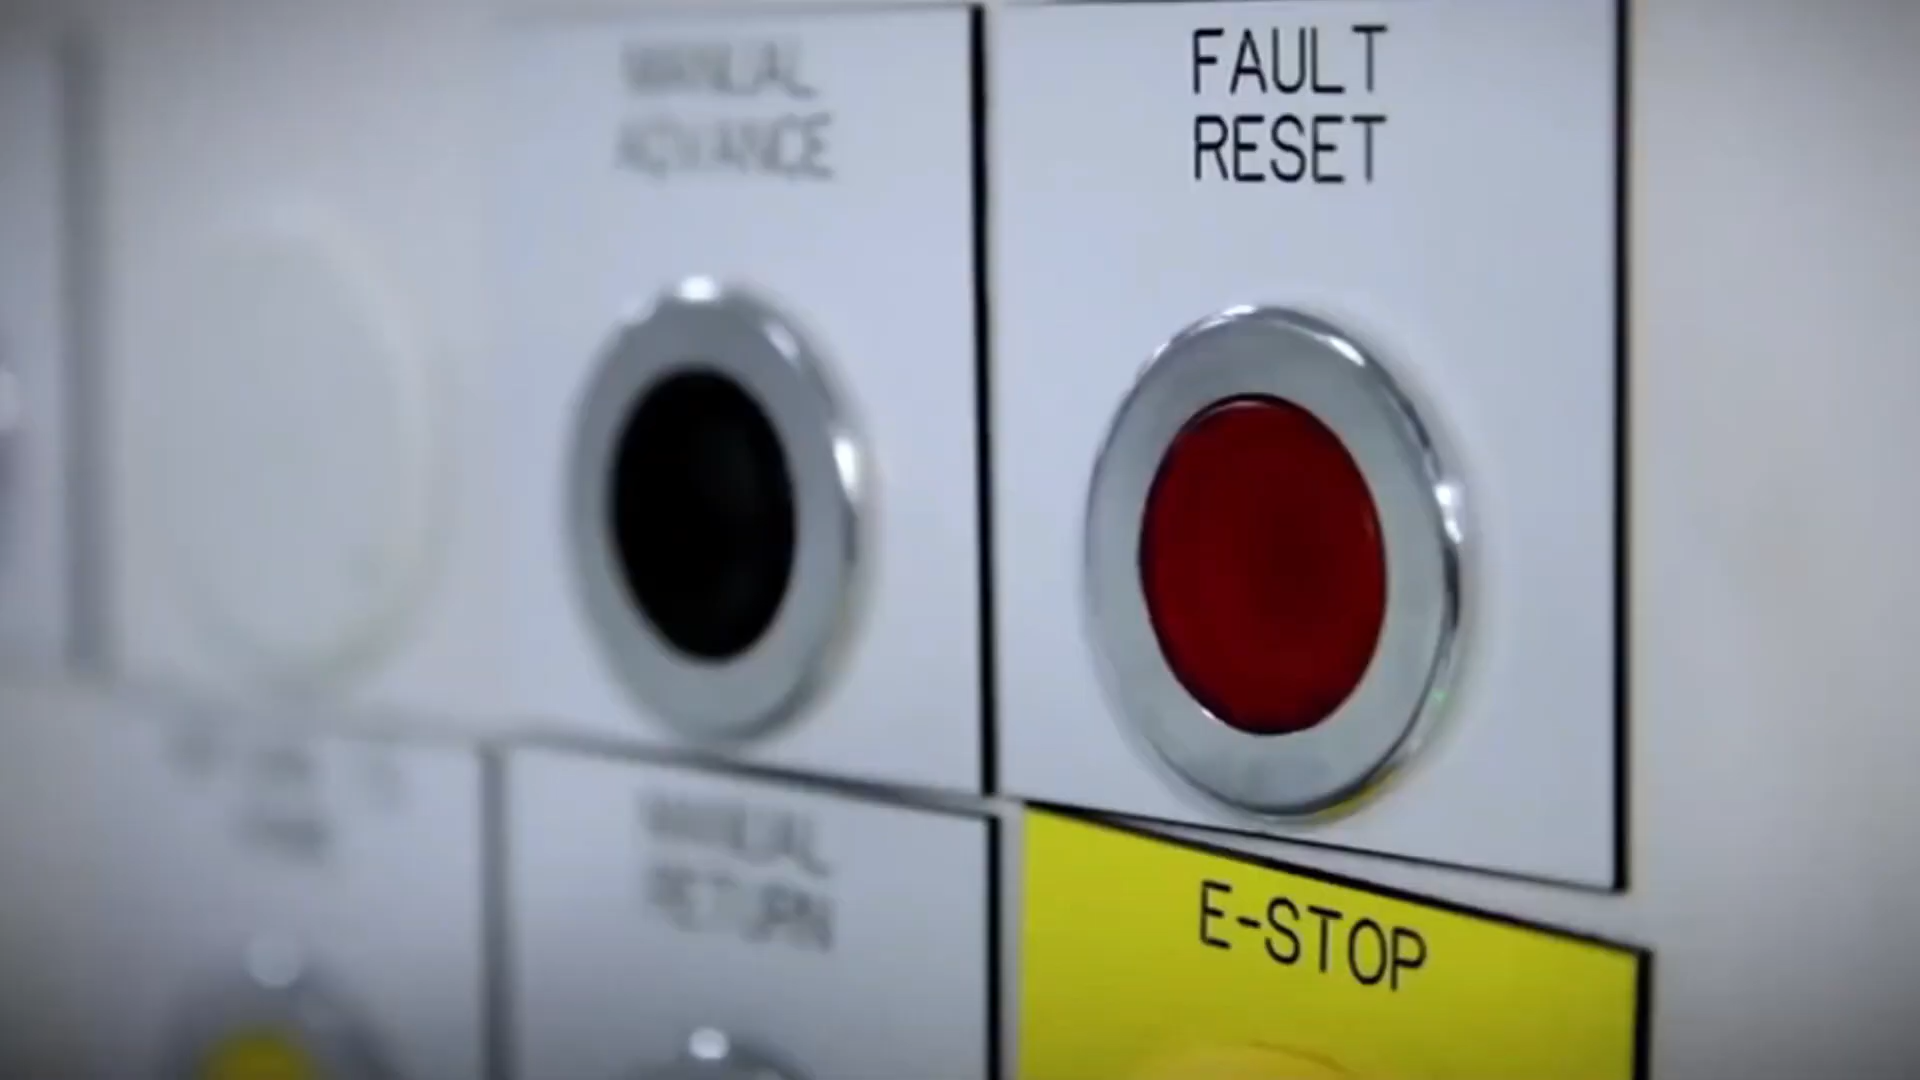 MANUAL
ADVANCE
FAULT
RESET
MANUAL
RETURN
E-STOP